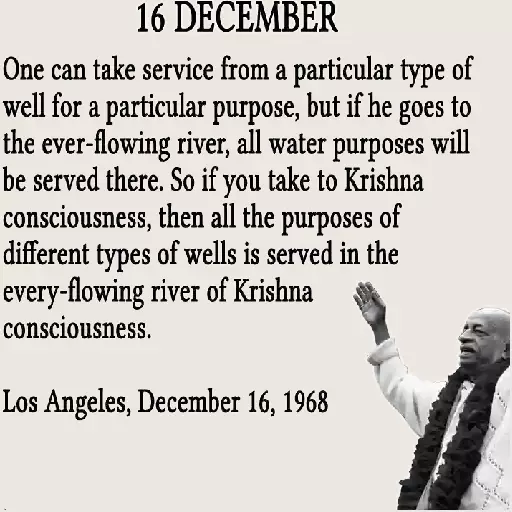 16 DECEMBER
One can take service from a particular type of
well for a particular purpose, but if he goes to
the ever-flowing river, all water purposes will
be served there. So if you take to Krishna
consciousness, then all the purposes of
different types of wells is served in the
every-flowing river of Krishna
consciousness.
Los Angeles, December 16, 1968